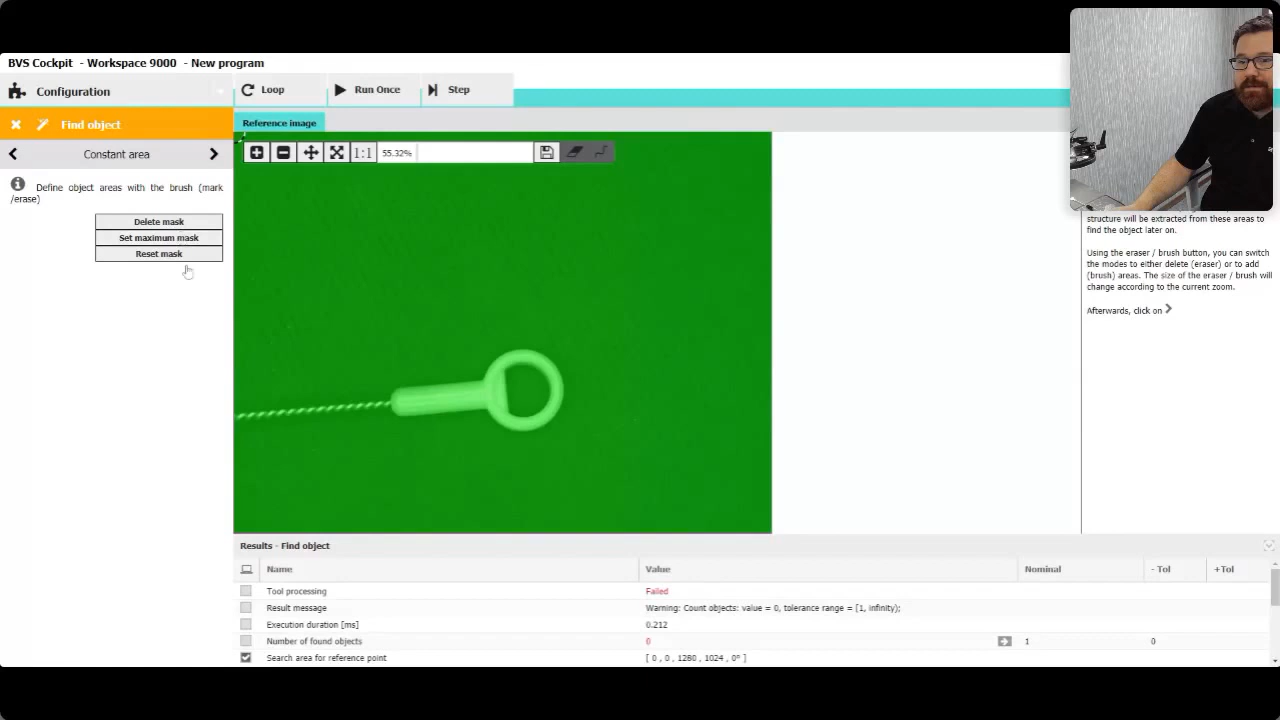 BVS Cockpit - Workspace 9000 - New program
Configuration
Loop
Run Once
Step
Find object
Reference image
Constant area
1:1
55.32%
Define object areas with the brush (mark
/erase)
Delete mask
Set maximum mask
Reset mask
structure will be extracted from these areas to
find the object later on.
Using the eraser / brush button, you can switch
the modes to either delete (eraser) or to add
(brush) areas. The size of the eraser / brush will
change according to the current zoom.
Afterwards, click on
Results - Find object
Name Value Nominal - Tol +Tol
Tool processing Failed
Result message Warning: Count objects: value = 0, tolerance range = [1, infinity);
Execution duration [ms] 0.212
Number of found objects 0 1 0
Search area for reference point [ 0 , 0 , 1280 , 1024 , 0° ]